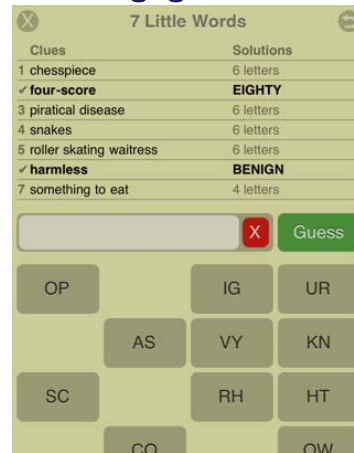 7 Little Words
Clues Solutions
1 chesspiece 6 letters
✓ four-score EIGHTY
3 piratical disease 6 letters
4 snakes 6 letters
5 roller skating waitress 6 letters
✓ harmless BENIGN
7 something to eat 4 letters
X Guess
OP IG UR
AS VY KN
SC RH HT
CO OW